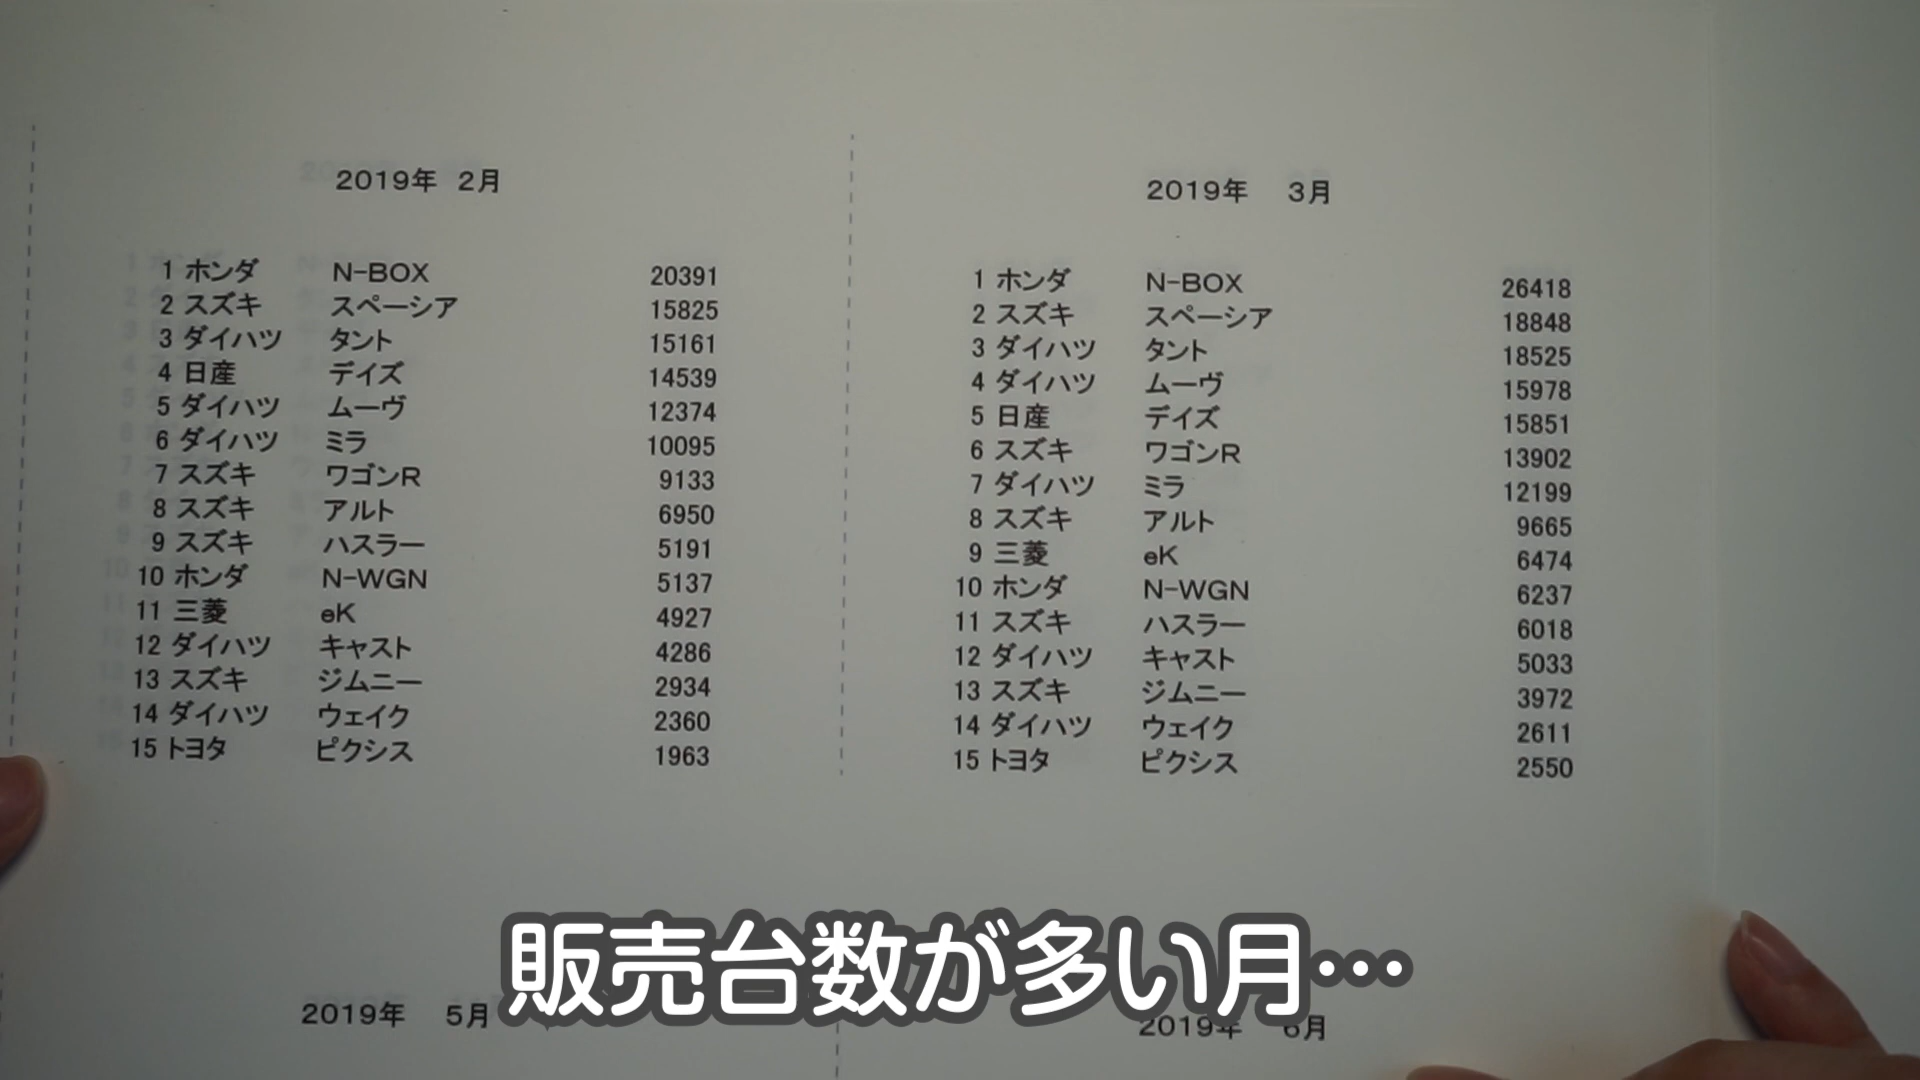 2019年 2月
1 ホンダ N-BOX 20391
2 スズキ スペーシア 15825
3 ダイハツ タント 15161
4 日産 デイズ 14539
5 ダイハツ ムーヴ 12374
6 ダイハツ ミラ 10095
7 スズキ ワゴンR 9133
8 スズキ アルト 6950
9 スズキ ハスラー 5191
10 ホンダ N-WGN 5137
11 三菱 eK 4927
12 ダイハツ キャスト 4286
13 スズキ ジムニー 2934
14 ダイハツ ウェイク 2360
15 トヨタ ピクシス 1963
2019年 3月
1 ホンダ N-BOX 26418
2 スズキ スペーシア 18848
3 ダイハツ タント 18525
4 ダイハツ ムーヴ 15978
5 日産 デイズ 15851
6 スズキ ワゴンR 13902
7 ダイハツ ミラ 12199
8 スズキ アルト 9665
9 三菱 eK 6474
10 ホンダ N-WGN 6237
11 スズキ ハスラー 6018
12 ダイハツ キャスト 5033
13 スズキ ジムニー 3972
14 ダイハツ ウェイク 2611
15 トヨタ ピクシス 2550
販売台数が多い月…
2019年 5月
2019年 6月